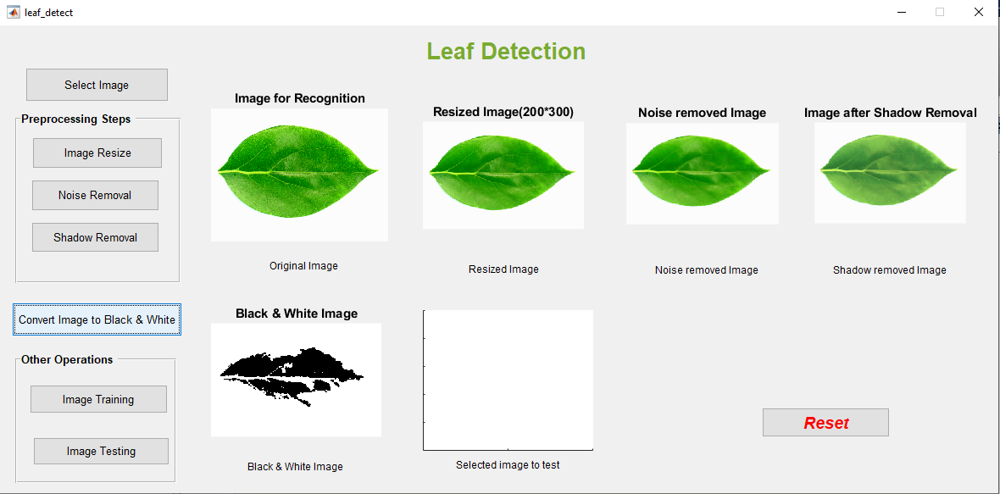 leaf_detect
Leaf Detection
Select Image
Preprocessing Steps
Image Resize
Noise Removal
Shadow Removal
Image for Recognition
Original Image
Resized Image(200*300)
Resized Image
Noise removed Image
Noise removed Image
Image after Shadow Removal
Shadow removed Image
Convert Image to Black & White
Other Operations
Image Training
Image Testing
Black & White Image
Black & White Image
Selected image to test
Reset